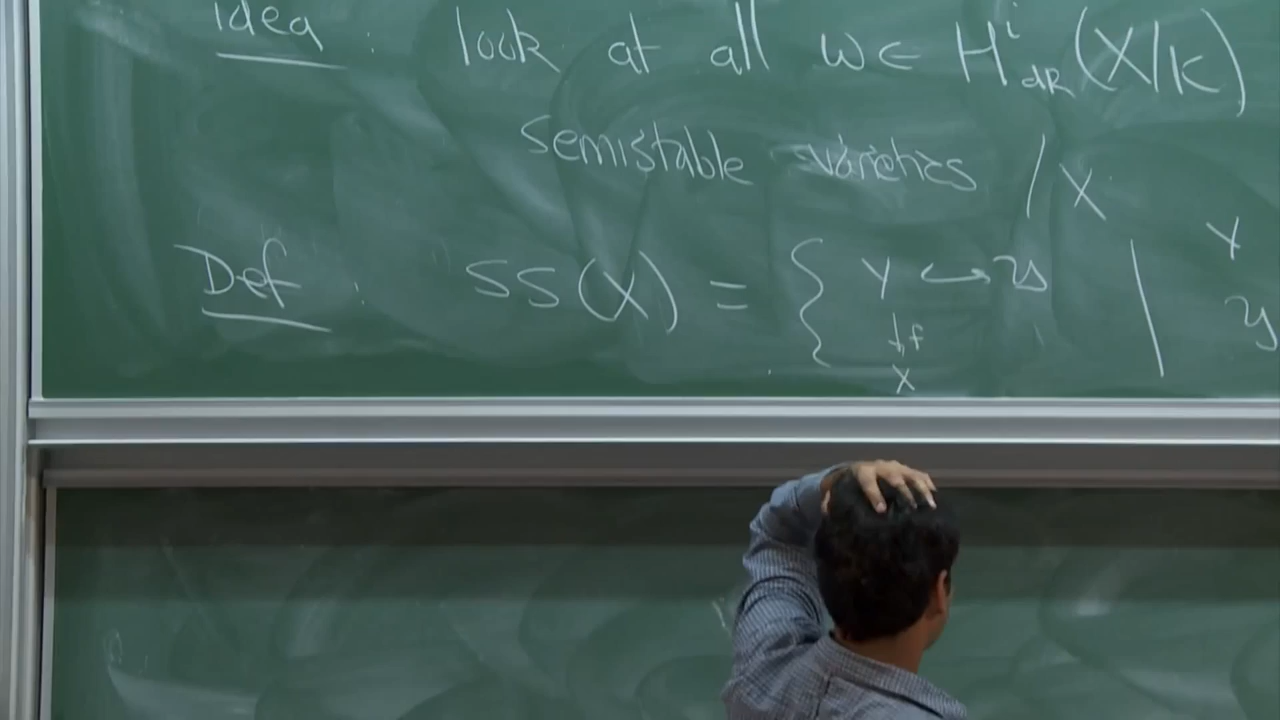 idea : look at all ω ∈ H^i_dR (X/K)
semistable varieties / X
Y
Def : SS(X) = { Y ↪ 𝒴 |
↓f 𝒴
X